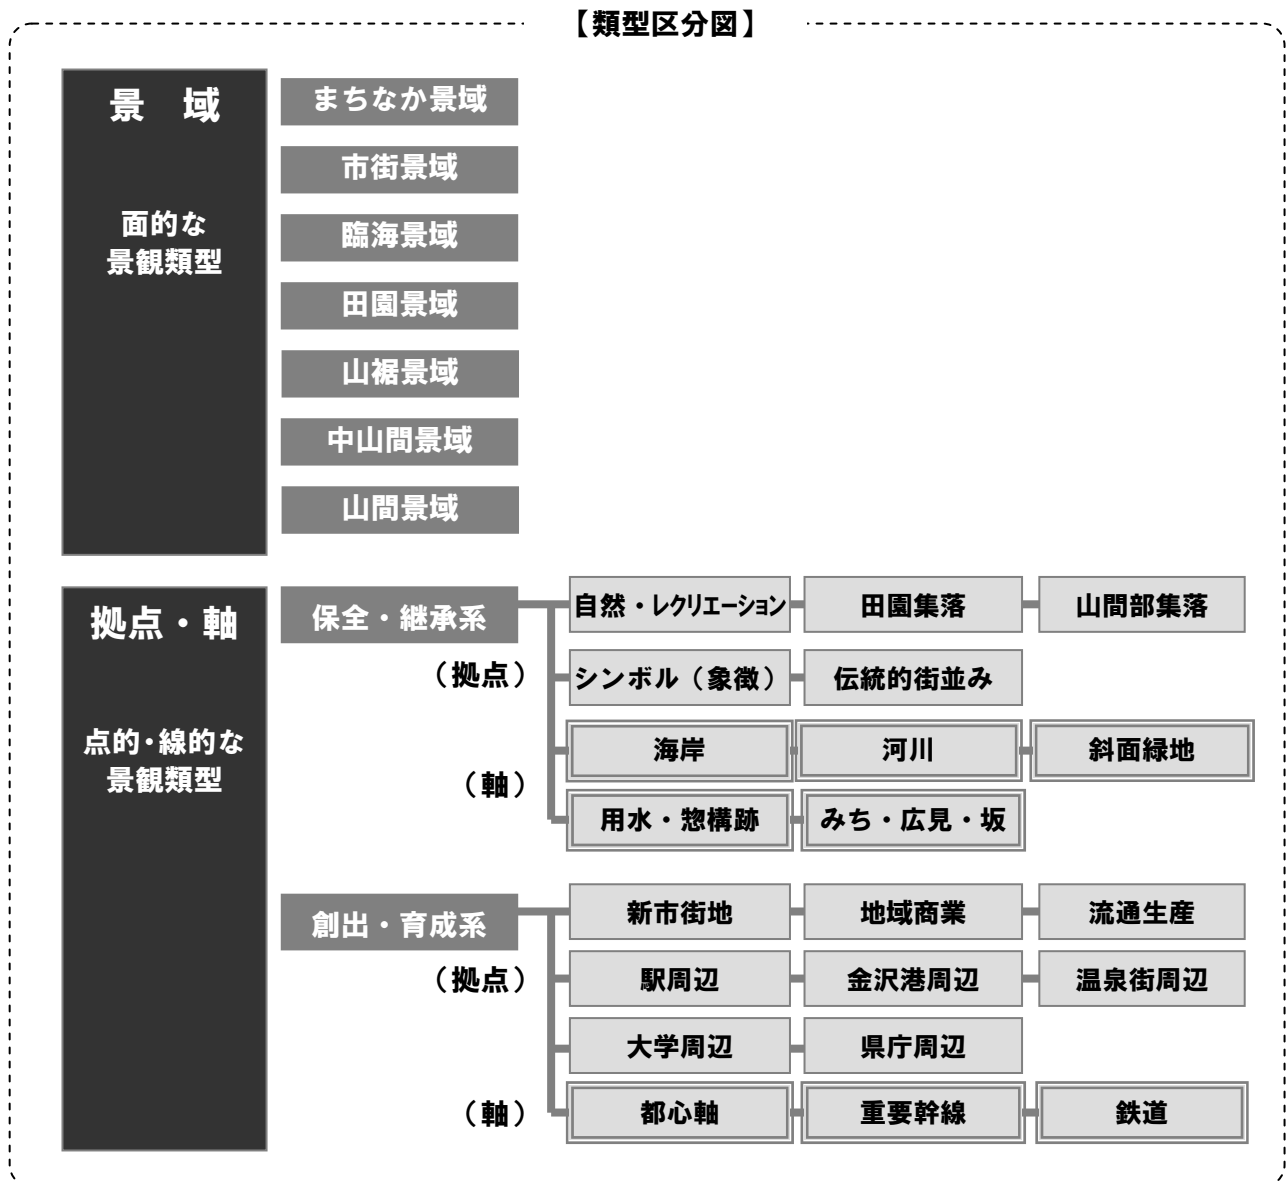 【類型区分図】
景　域
面的な
景観類型
まちなか景域
市街景域
臨海景域
田園景域
山裾景域
中山間景域
山間景域
拠点・軸
点的・線的な
景観類型
保全・継承系
（拠点）
自然・レクリエーション
田園集落
山間部集落
シンボル（象徴）
伝統的街並み
（軸）
海岸
河川
斜面緑地
用水・惣構跡
みち・広見・坂
創出・育成系
（拠点）
新市街地
地域商業
流通生産
駅周辺
金沢港周辺
温泉街周辺
大学周辺
県庁周辺
（軸）
都心軸
重要幹線
鉄道